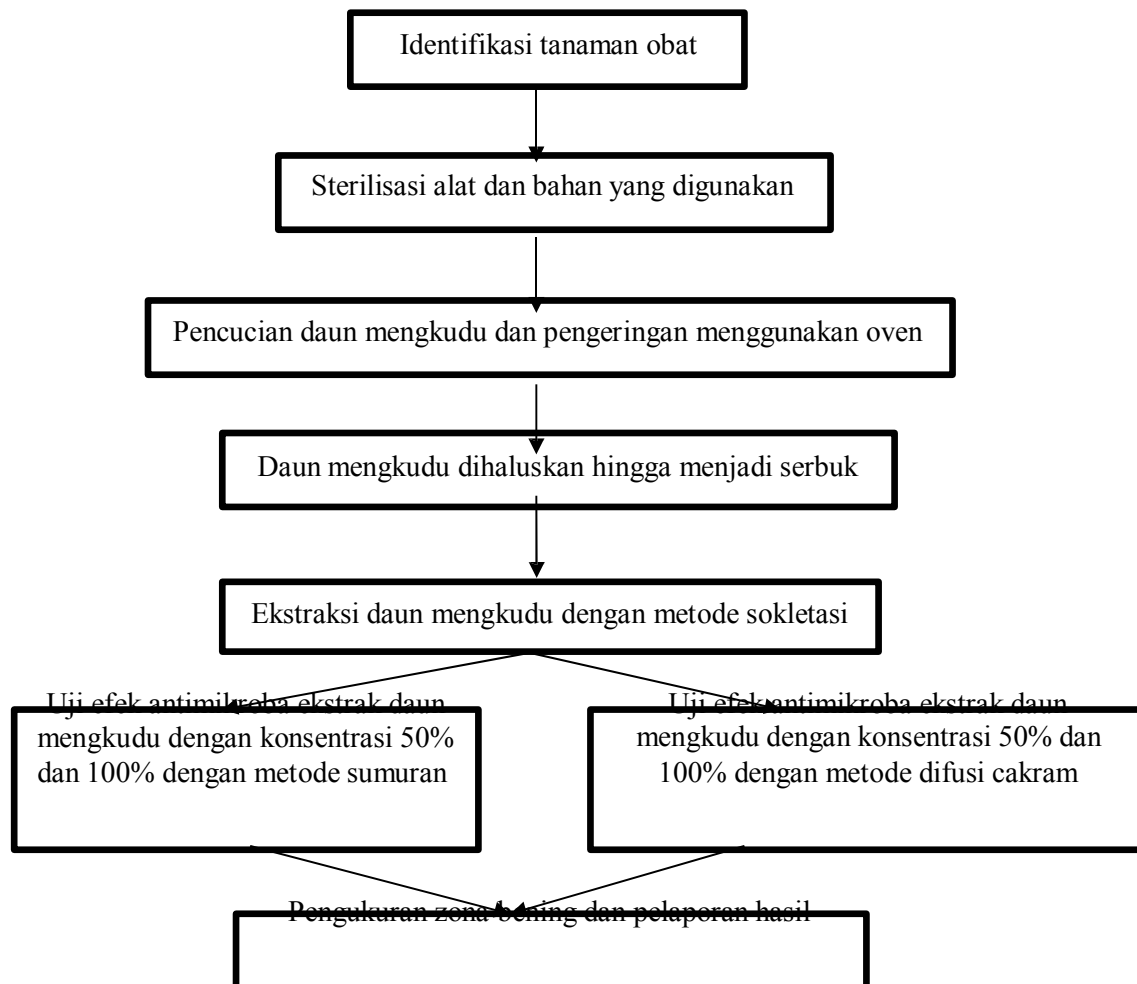 Identifikasi tanaman obat
Sterilisasi alat dan bahan yang digunakan
Pencucian daun mengkudu dan pengeringan menggunakan oven
Daun mengkudu dihaluskan hingga menjadi serbuk
Ekstraksi daun mengkudu dengan metode sokletasi
Uji efek antimikroba ekstrak daun
mengkudu dengan konsentrasi 50%
dan 100% dengan metode sumuran
Uji efek antimikroba ekstrak daun
mengkudu dengan konsentrasi 50% dan
100% dengan metode difusi cakram
Pengukuran zona bening dan pelaporan hasil